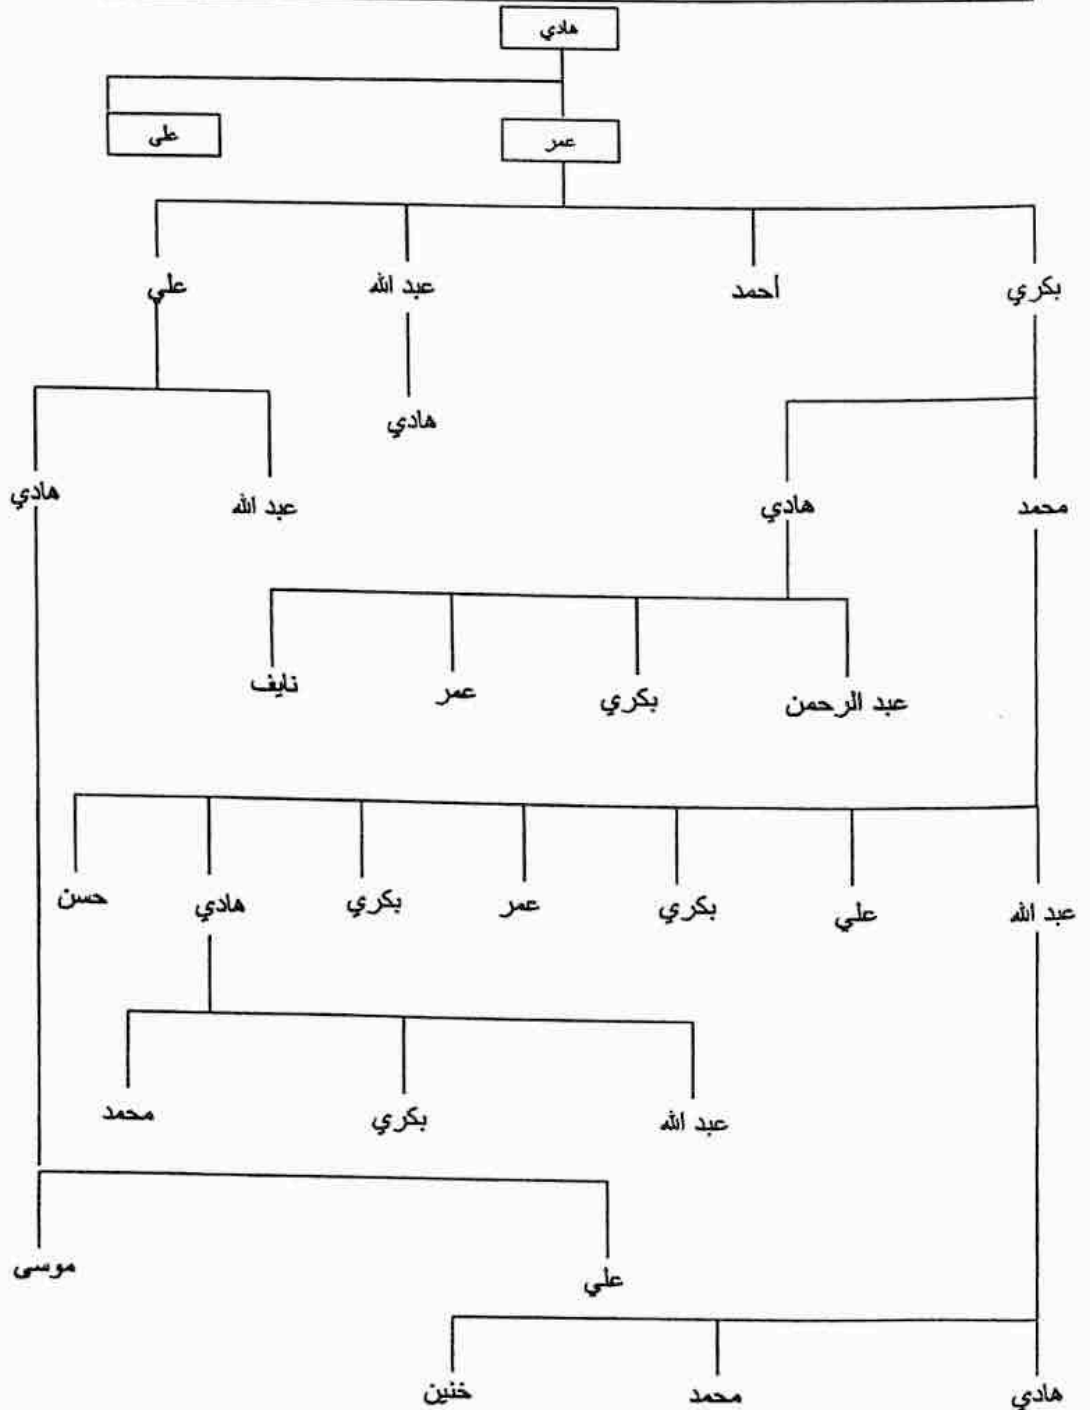 هادي
عمر علي
بكري أحمد عبد الله علي
هادي
محمد هادي عبد الله هادي
عبد الرحمن بكري عمر نايف
عبد الله علي بكري عمر بكري هادي حسن
عبد الله بكري محمد
علي موسى
هادي محمد خنين